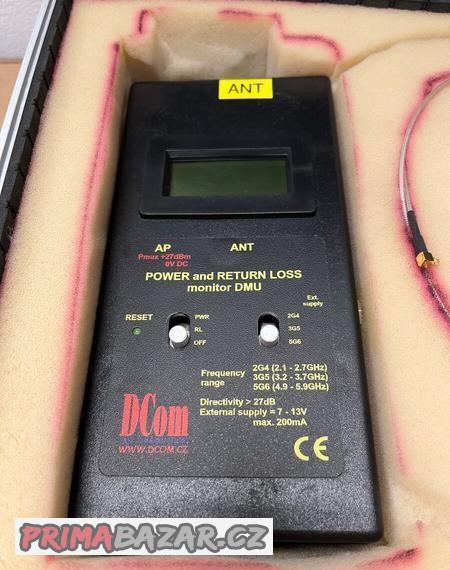 ANT
AP ANT
Pmax +27dBm
0V DC
POWER and RETURN LOSS
monitor DMU
Ext.
supply
RESET
PWR
RL
OFF
2G4
3G5
5G6
Frequency range
2G4 (2.1 - 2.7GHz)
3G5 (3.2 - 3.7GHz)
5G6 (4.9 - 5.9GHz)
Directivity > 27dB
External supply = 7 - 13V
max. 200mA
DCom
WWW.DCOM.CZ
CE
PRIMABAZAR.CZ